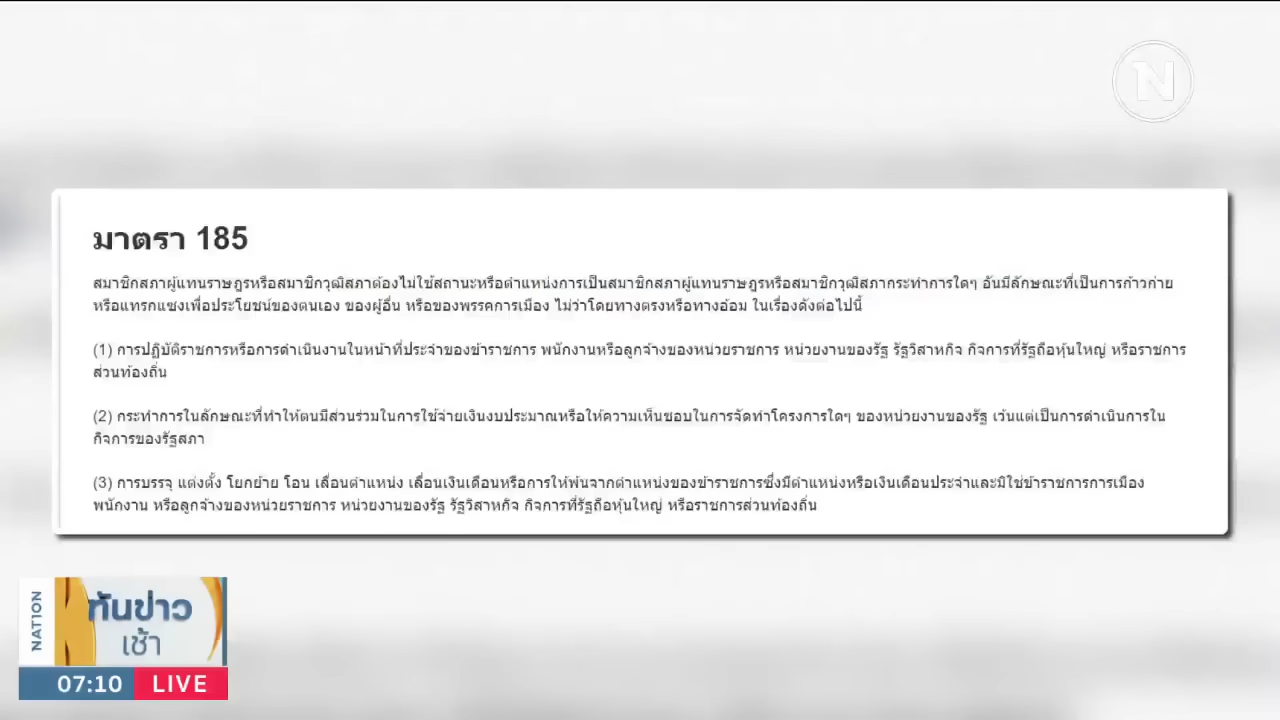 N
มาตรา 185
สมาชิกสภาผู้แทนราษฎรหรือสมาชิกวุฒิสภาต้องไม่ใช้สถานะหรือตำแหน่งการเป็นสมาชิกสภาผู้แทนราษฎรหรือสมาชิกวุฒิสภากระทำการใดๆ อันมีลักษณะที่เป็นการก้าวก่าย
หรือแทรกแซงเพื่อประโยชน์ของตนเอง ของผู้อื่น หรือของพรรคการเมือง ไม่ว่าโดยทางตรงหรือทางอ้อม ในเรื่องดังต่อไปนี้
(1) การปฏิบัติราชการหรือการดำเนินงานในหน้าที่ประจำของข้าราชการ พนักงานหรือลูกจ้างของหน่วยราชการ หน่วยงานของรัฐ รัฐวิสาหกิจ กิจการที่รัฐถือหุ้นใหญ่ หรือราชการ
ส่วนท้องถิ่น
(2) กระทำการในลักษณะที่ทำให้ตนมีส่วนร่วมในการใช้จ่ายเงินงบประมาณหรือให้ความเห็นชอบในการจัดทำโครงการใดๆ ของหน่วยงานของรัฐ เว้นแต่เป็นการดำเนินการใน
กิจการของรัฐสภา
(3) การบรรจุ แต่งตั้ง โยกย้าย โอน เลื่อนตำแหน่ง เลื่อนเงินเดือนหรือการให้พ้นจากตำแหน่งของข้าราชการซึ่งมีตำแหน่งหรือเงินเดือนประจำและมิใช่ข้าราชการการเมือง
พนักงาน หรือลูกจ้างของหน่วยราชการ หน่วยงานของรัฐ รัฐวิสาหกิจ กิจการที่รัฐถือหุ้นใหญ่ หรือราชการส่วนท้องถิ่น
NATION
ทันข่าว
เช้า
07:10 LIVE